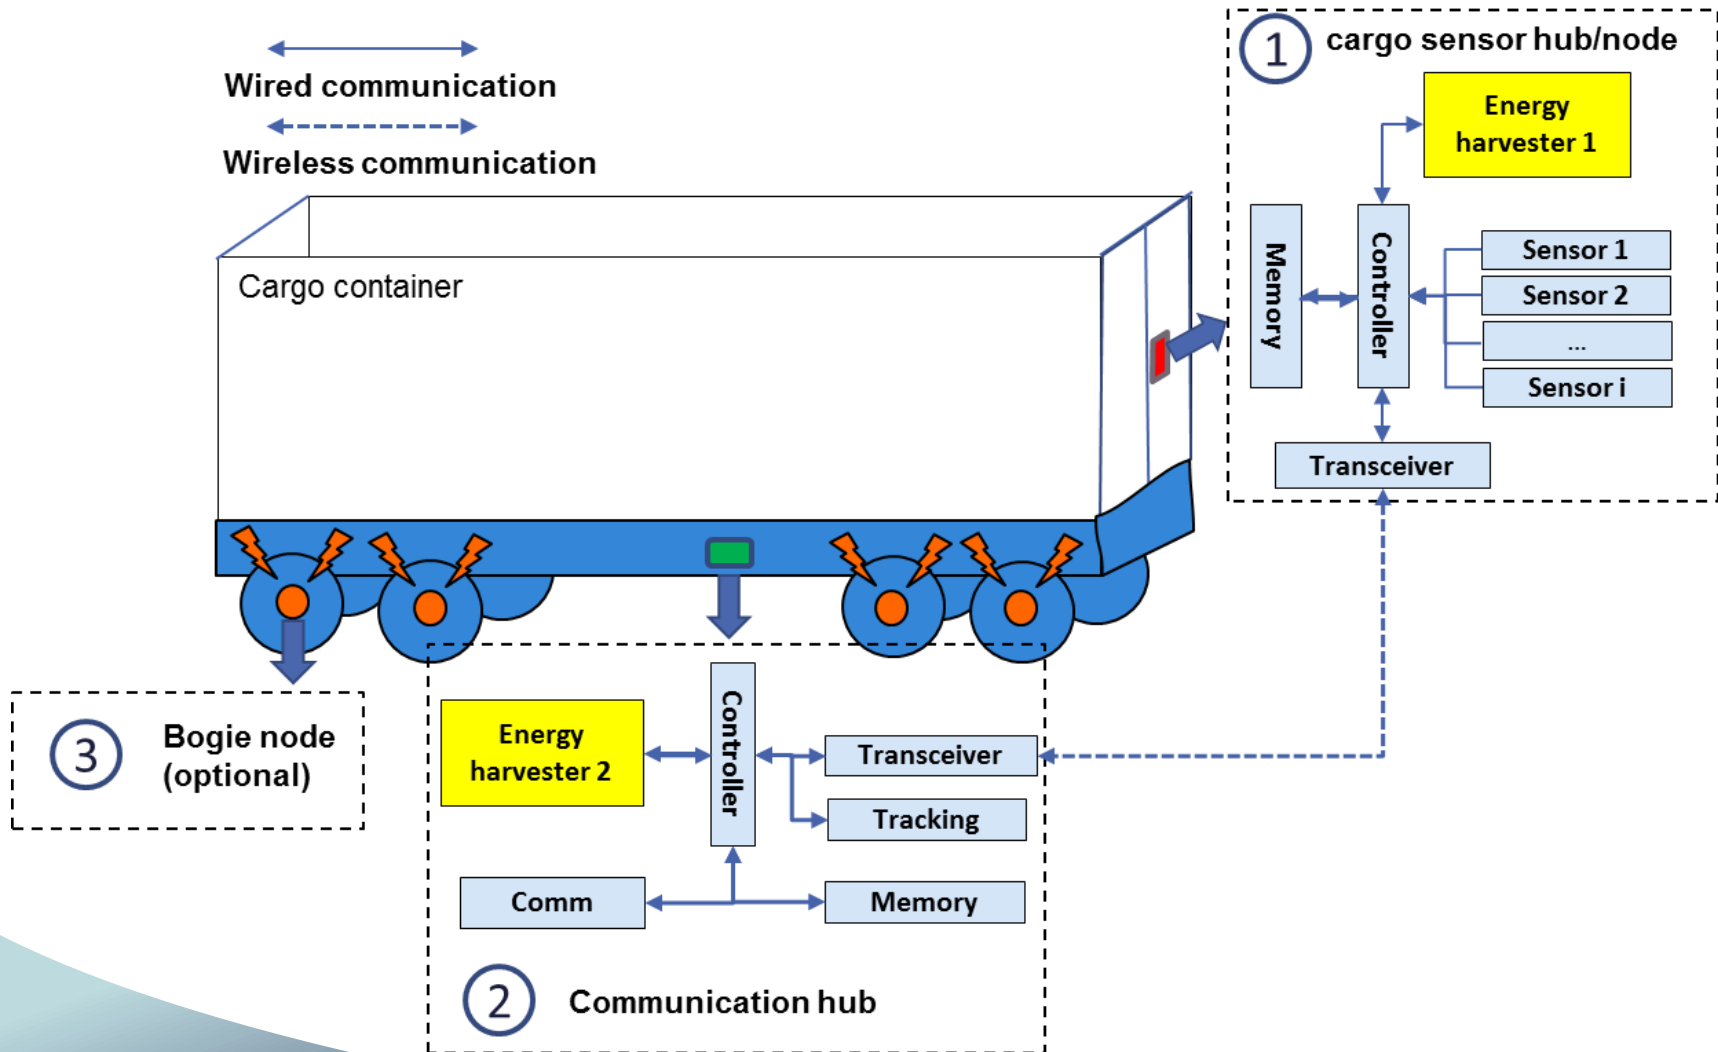 Wired communication
Wireless communication
Cargo container
1
cargo sensor hub/node
Energy
harvester 1
Memory
Controller
Sensor 1
Sensor 2
...
Sensor i
Transceiver
3
Bogie node
(optional)
Energy
harvester 2
Controller
Transceiver
Tracking
Comm
Memory
2
Communication hub